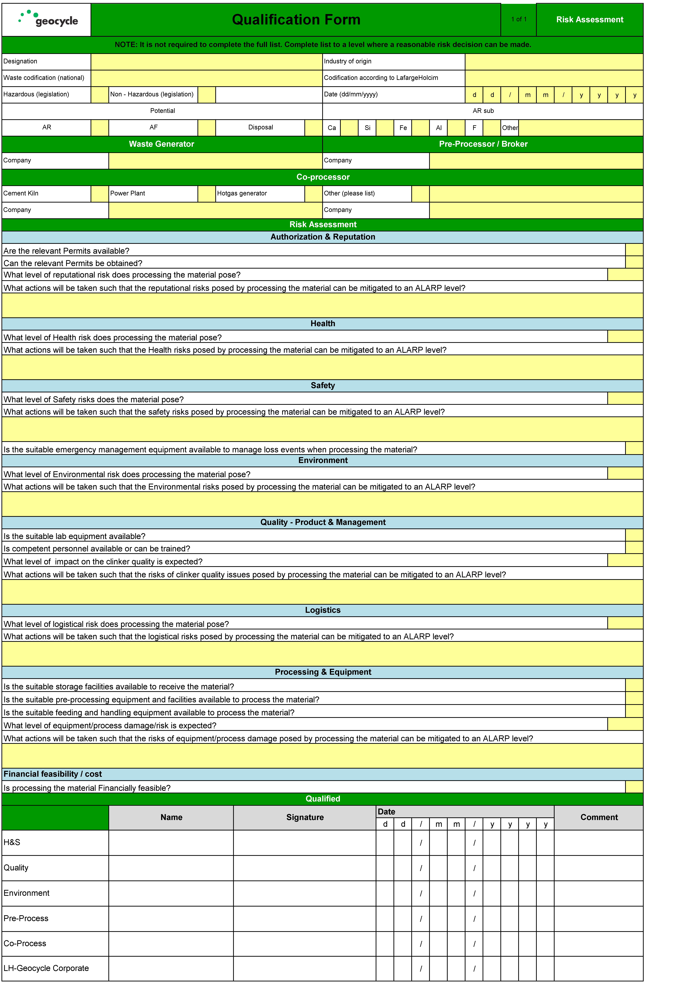 geocycle
Qualification Form
1 of 1
Risk Assessment
NOTE: It is not required to complete the full list. Complete list to a level where a reasonable risk decision can be made.
Designation
Industry of origin
Waste codification (national)
Codification according to LafargeHolcim
Hazardous (legislation)
Non - Hazardous (legislation)
Date (dd/mm/yyyy)
d d / m m / y y y y
Potential
AR sub
AR
AF
Disposal
Ca
Si
Fe
Al
F
Other
Waste Generator
Pre-Processor / Broker
Company
Company
Co-processor
Cement Kiln
Power Plant
Hotgas generator
Other (please list)
Company
Company
Risk Assessment
Authorization & Reputation
Are the relevant Permits available?
Can the relevant Permits be obtained?
What level of reputational risk does processing the material pose?
What actions will be taken such that the reputational risks posed by processing the material can be mitigated to an ALARP level?
Health
What level of Health risk does processing the material pose?
What actions will be taken such that the Health risks posed by processing the material can be mitigated to an ALARP level?
Safety
What level of Safety risks does the material pose?
What actions will be taken such that the safety risks posed by processing the material can be mitigated to an ALARP level?
Is the suitable emergency management equipment available to manage loss events when processing the material?
Environment
What level of Environmental risk does processing the material pose?
What actions will be taken such that the Environmental risks posed by processing the material can be mitigated to an ALARP level?
Quality - Product & Management
Is the suitable lab equipment available?
Is competent personnel available or can be trained?
What level of  impact on the clinker quality is expected?
What actions will be taken such that the risks of clinker quality issues posed by processing the material can be mitigated to an ALARP level?
Logistics
What level of logistical risk does processing the material pose?
What actions will be taken such that the logistical risks posed by processing the material can be mitigated to an ALARP level?
Processing & Equipment
Is the suitable storage facilities available to receive the material?
Is the suitable pre-processing equipment and facilities available to process the material?
Is the suitable feeding and handling equipment available to process the material?
What level of equipment/process damage/risk is expected?
What actions will be taken such that the risks of equipment/process damage posed by processing the material can be mitigated to an ALARP level?
Financial feasibility / cost
Is processing the material Financially feasible?
Qualified
Name
Signature
Date
Comment
d d / m m / y y y y
H&S
/ /
Quality
/ /
Environment
/ /
Pre-Process
/ /
Co-Process
/ /
LH-Geocycle Corporate
/ /